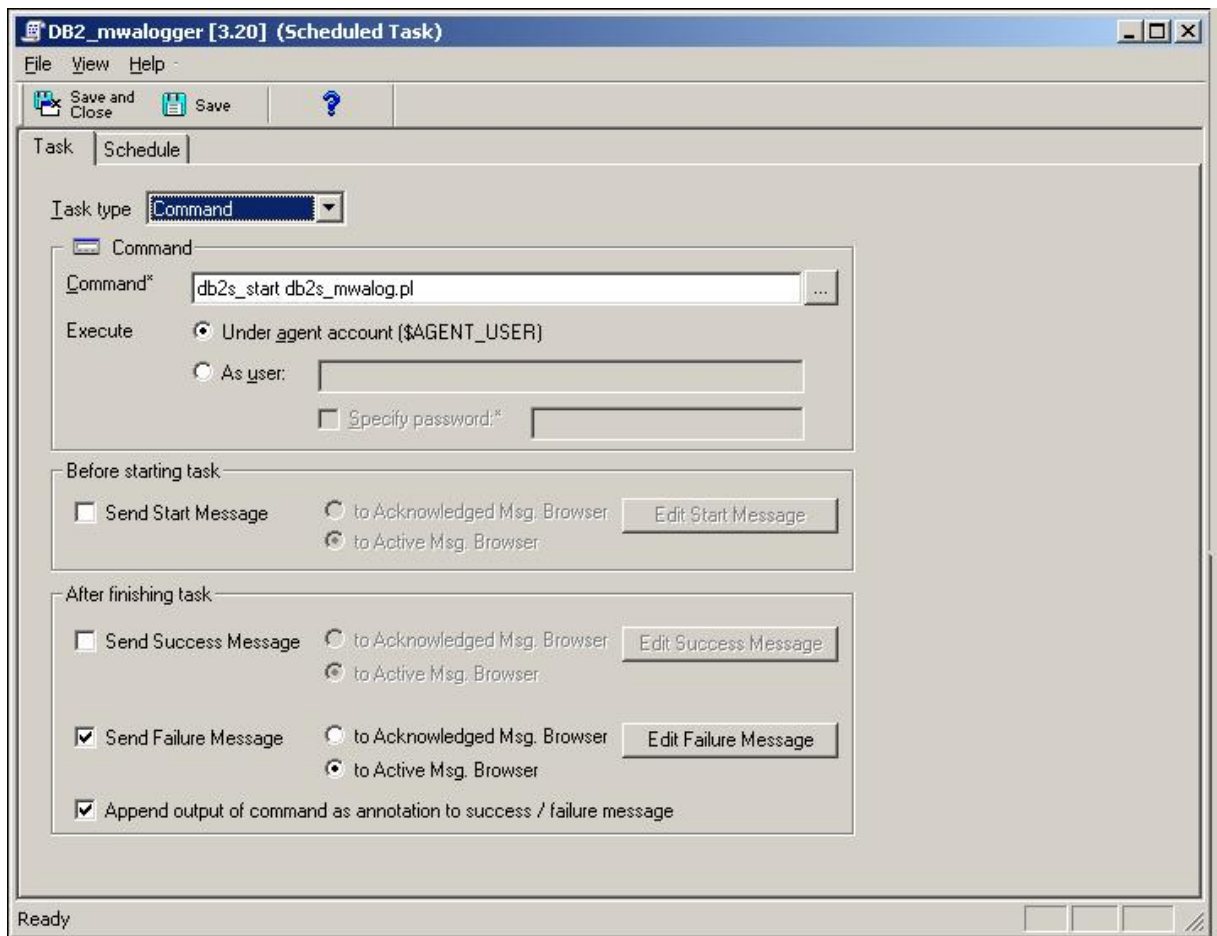 DB2_mwalogger [3.20] (Scheduled Task)
File View Help
Save and Close Save ?
Task Schedule
Task type Command
Command
Command* db2s_start db2s_mwalog.pl ...
Execute Under agent account ($AGENT_USER)
As user:
Specify password:*
Before starting task
Send Start Message to Acknowledged Msg. Browser Edit Start Message
to Active Msg. Browser
After finishing task
Send Success Message to Acknowledged Msg. Browser Edit Success Message
to Active Msg. Browser
Send Failure Message to Acknowledged Msg. Browser Edit Failure Message
to Active Msg. Browser
Append output of command as annotation to success / failure message
Ready